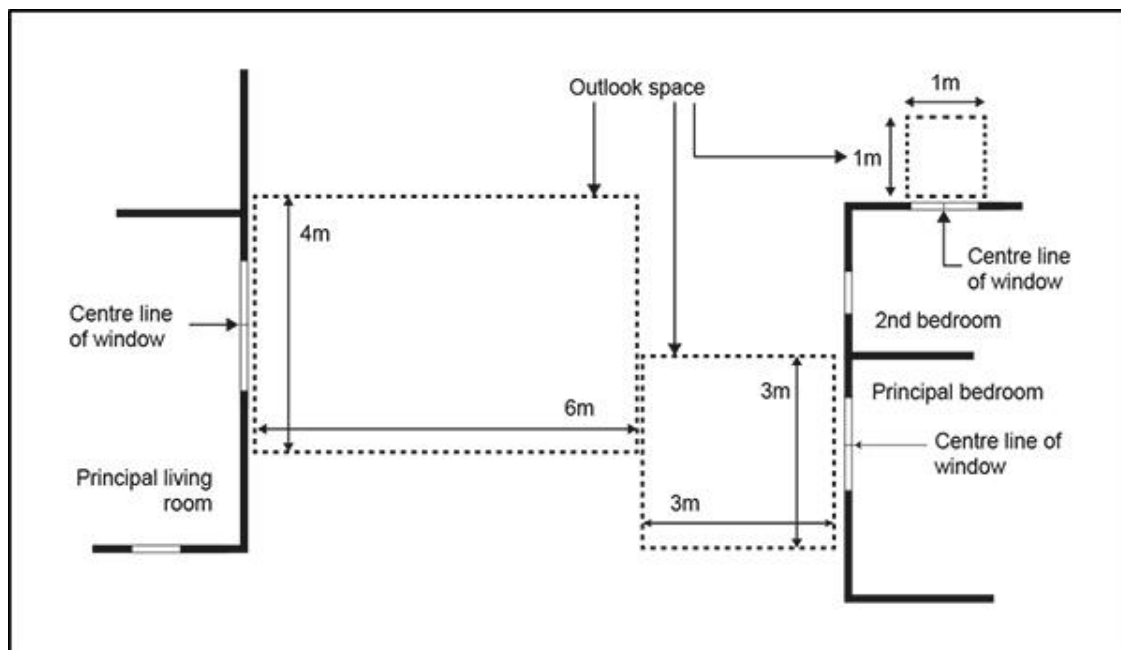 Outlook space
1m
1m
4m
Centre line
of window
Centre line
of window
2nd bedroom
3m
Principal bedroom
6m
Centre line of
window
Principal living
room
3m